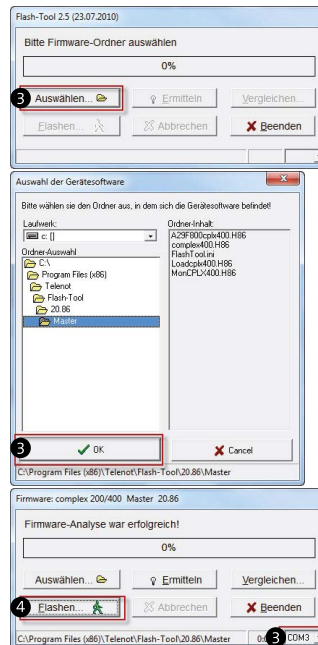 Flash-Tool 2.5 (23.07.2010)
Bitte Firmware-Ordner auswählen
0%
3 Auswählen... Ermitteln Vergleichen...
Flashen... Abbrechen Beenden
Auswahl der Gerätesoftware
Bitte wählen sie den Ordner aus, in dem sich die Gerätesoftware befindet!
Laufwerk: Ordner-Inhalt:
c: [] A29F800cplx400.H86
complex400.H86
Ordner-Auswahl FlashTool.ini
C:\ Loadcplx400.H86
Program Files (x86) MonCPLX400.H86
Telenot
Flash-Tool
20.86
Master
3 OK Cancel
C:\Program Files (x86)\Telenot\Flash-Tool\20.86\Master
Firmware: complex 200/400 Master 20.86
Firmware-Analyse war erfolgreich!
0%
Auswählen... Ermitteln Vergleichen...
4 Flashen... Abbrechen Beenden
C:\Program Files (x86)\Telenot\Flash-Tool\20.86\Master 3 COM3